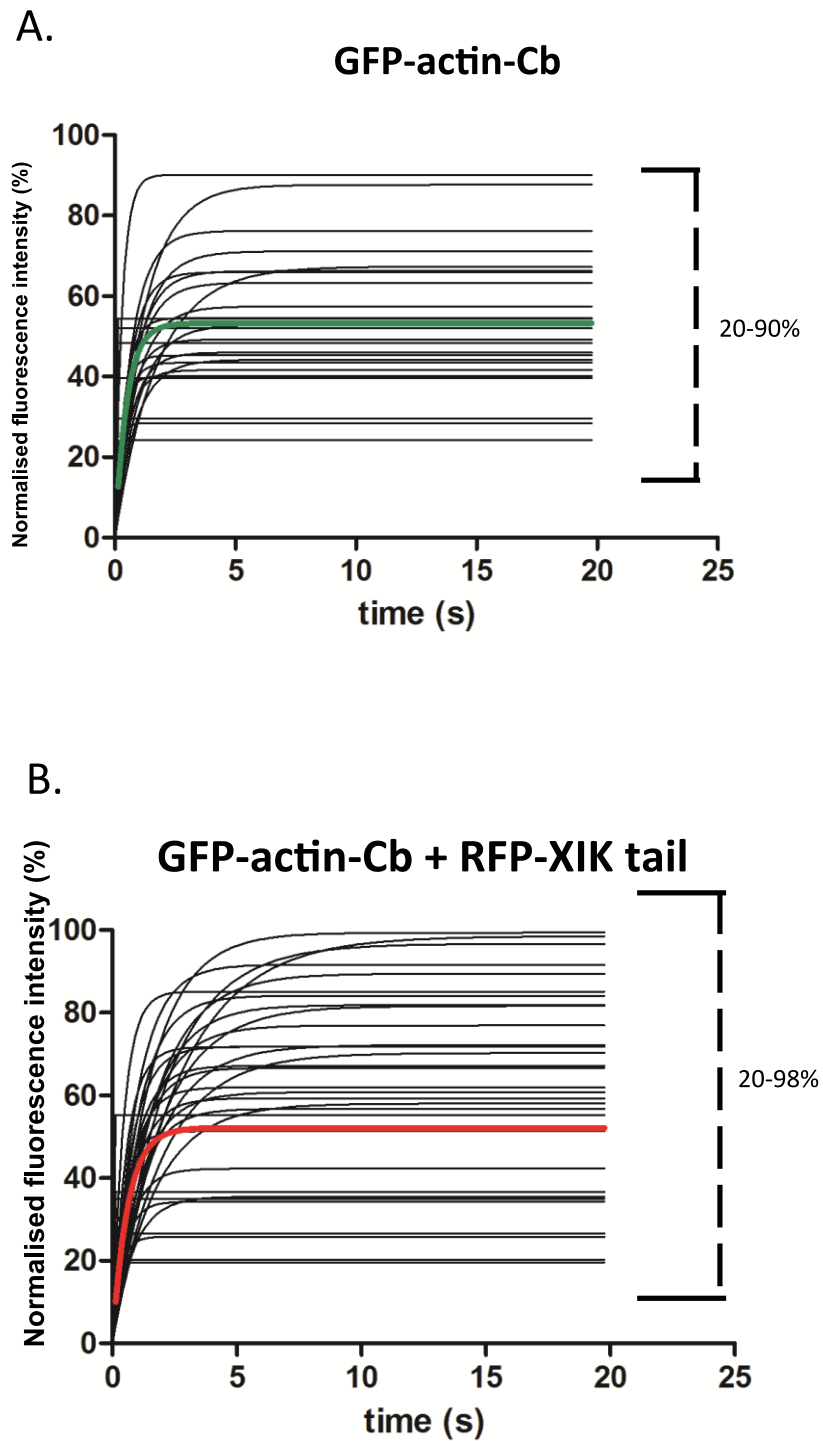 A.
GFP-actin-Cb
Normalised fluorescence intensity (%)
100
80
60
40
20
0
0 5 10 15 20 25
time (s)
20-90%
B.
GFP-actin-Cb + RFP-XIK tail
Normalised fluorescence intensity (%)
100
80
60
40
20
0
0 5 10 15 20 25
time (s)
20-98%